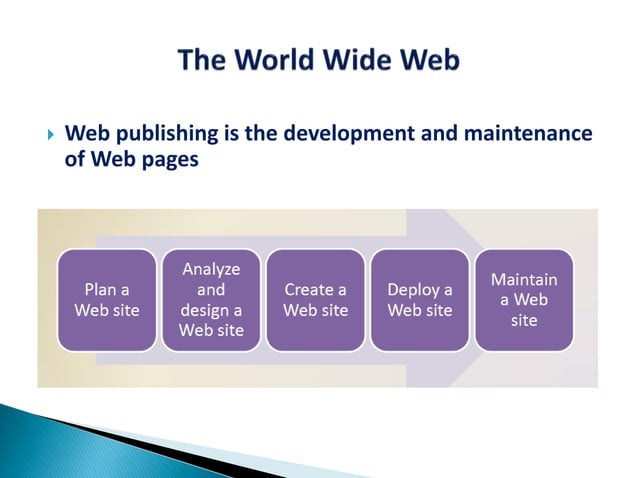 The World Wide Web
Web publishing is the development and maintenance
of Web pages
Plan a
Web site
Analyze
and
design a
Web site
Create a
Web site
Deploy a
Web site
Maintain
a Web
site